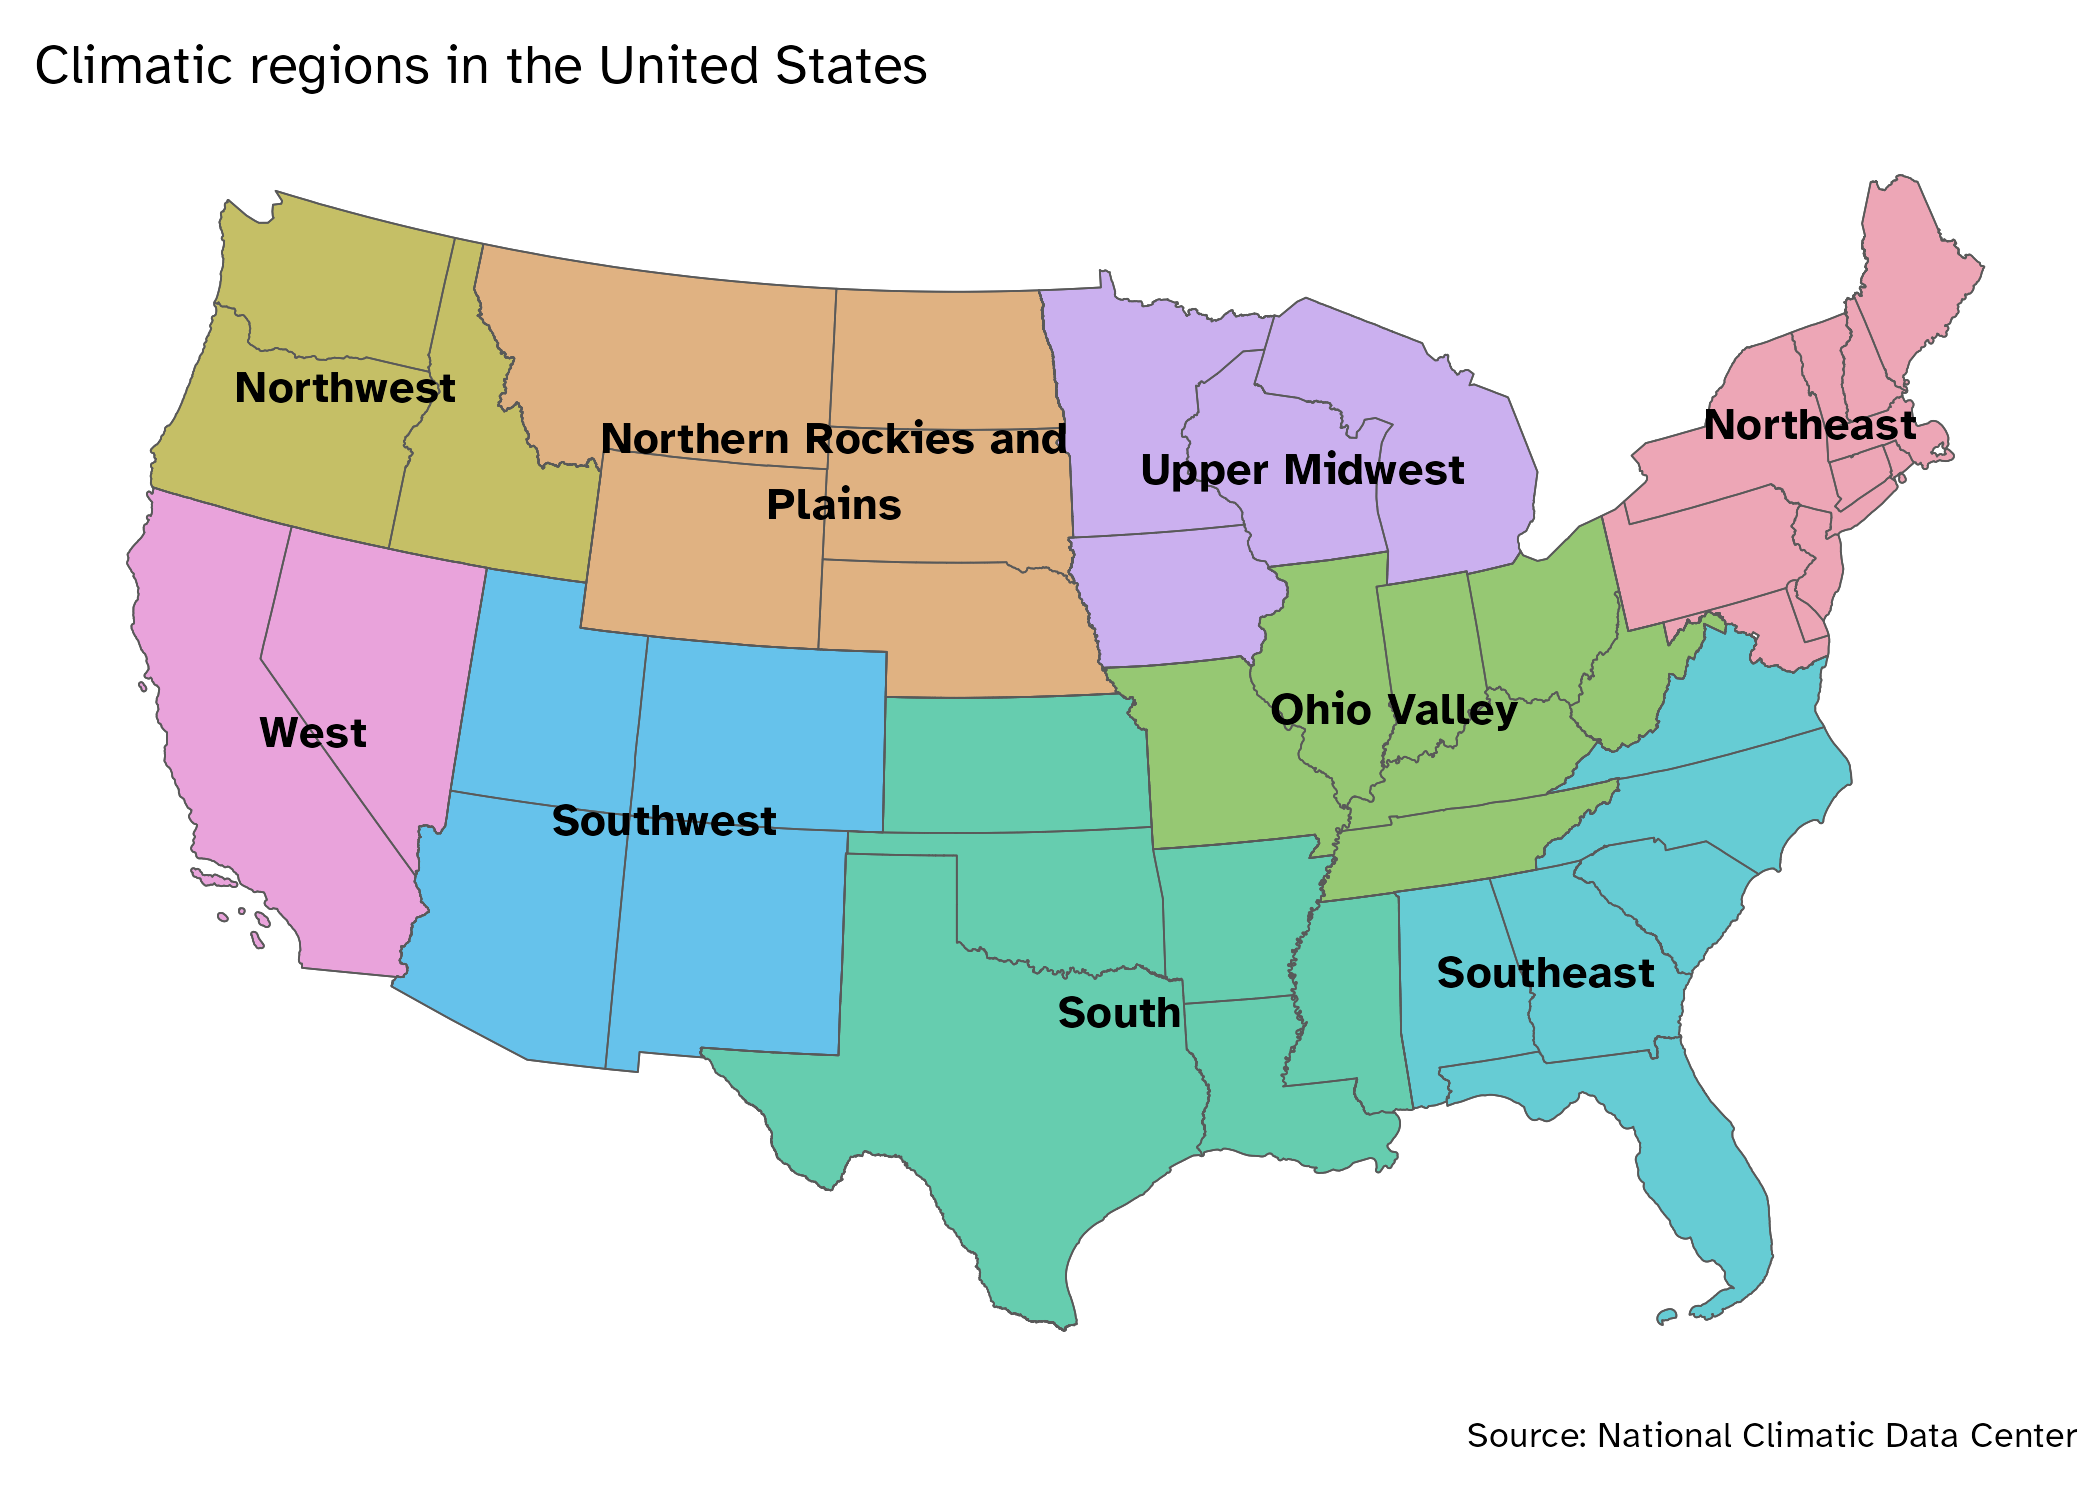 Climatic regions in the United States
Northwest
Northern Rockies and
Plains
Upper Midwest
Northeast
West
Ohio Valley
Southwest
Southeast
South
Source: National Climatic Data Center